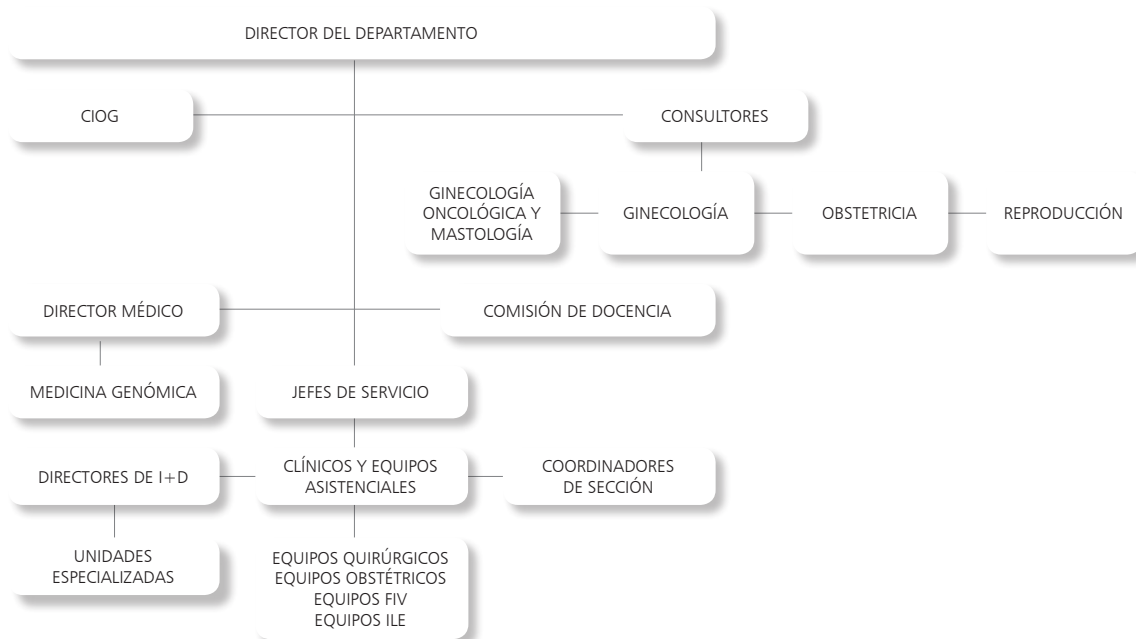 DIRECTOR DEL DEPARTAMENTO
CIOG
CONSULTORES
GINECOLOGÍA
ONCOLÓGICA Y
MASTOLOGÍA
GINECOLOGÍA
OBSTETRICIA
REPRODUCCIÓN
DIRECTOR MÉDICO
COMISIÓN DE DOCENCIA
MEDICINA GENÓMICA
JEFES DE SERVICIO
DIRECTORES DE I+D
CLÍNICOS Y EQUIPOS
ASISTENCIALES
COORDINADORES
DE SECCIÓN
UNIDADES
ESPECIALIZADAS
EQUIPOS QUIRÚRGICOS
EQUIPOS OBSTÉTRICOS
EQUIPOS FIV
EQUIPOS ILE